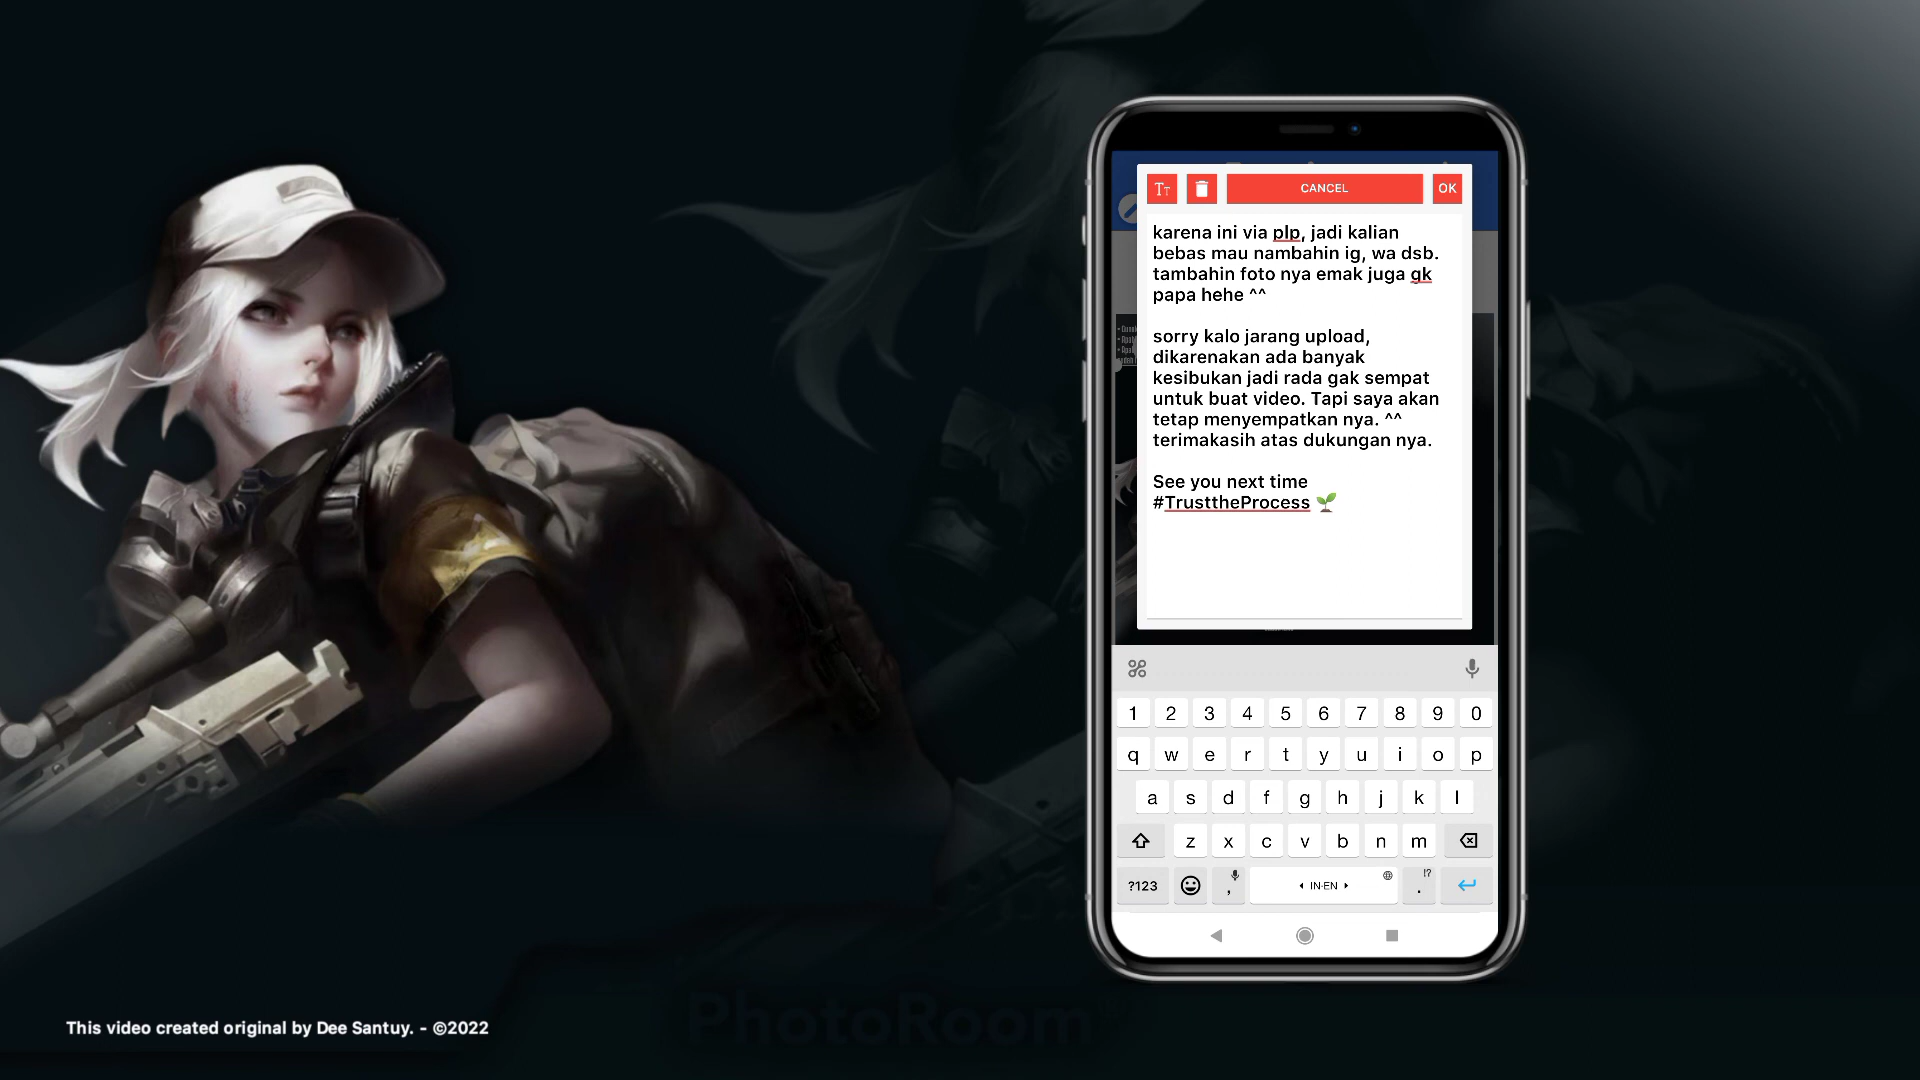 TT
CANCEL
OK
karena ini via plp, jadi kalian
bebas mau nambahin ig, wa dsb.
tambahin foto nya emak juga gk
papa hehe ^^
sorry kalo jarang upload,
dikarenakan ada banyak
kesibukan jadi rada gak sempat
untuk buat video. Tapi saya akan
tetap menyempatkan nya. ^^
terimakasih atas dukungan nya.
See you next time
#TrusttheProcess 🌱
1 2 3 4 5 6 7 8 9 0
q w e r t y u i o p
a s d f g h j k l
z x c v b n m
?123 , IN·EN . !?
PhotoRoom
This video created original by Dee Santuy. - ©2022